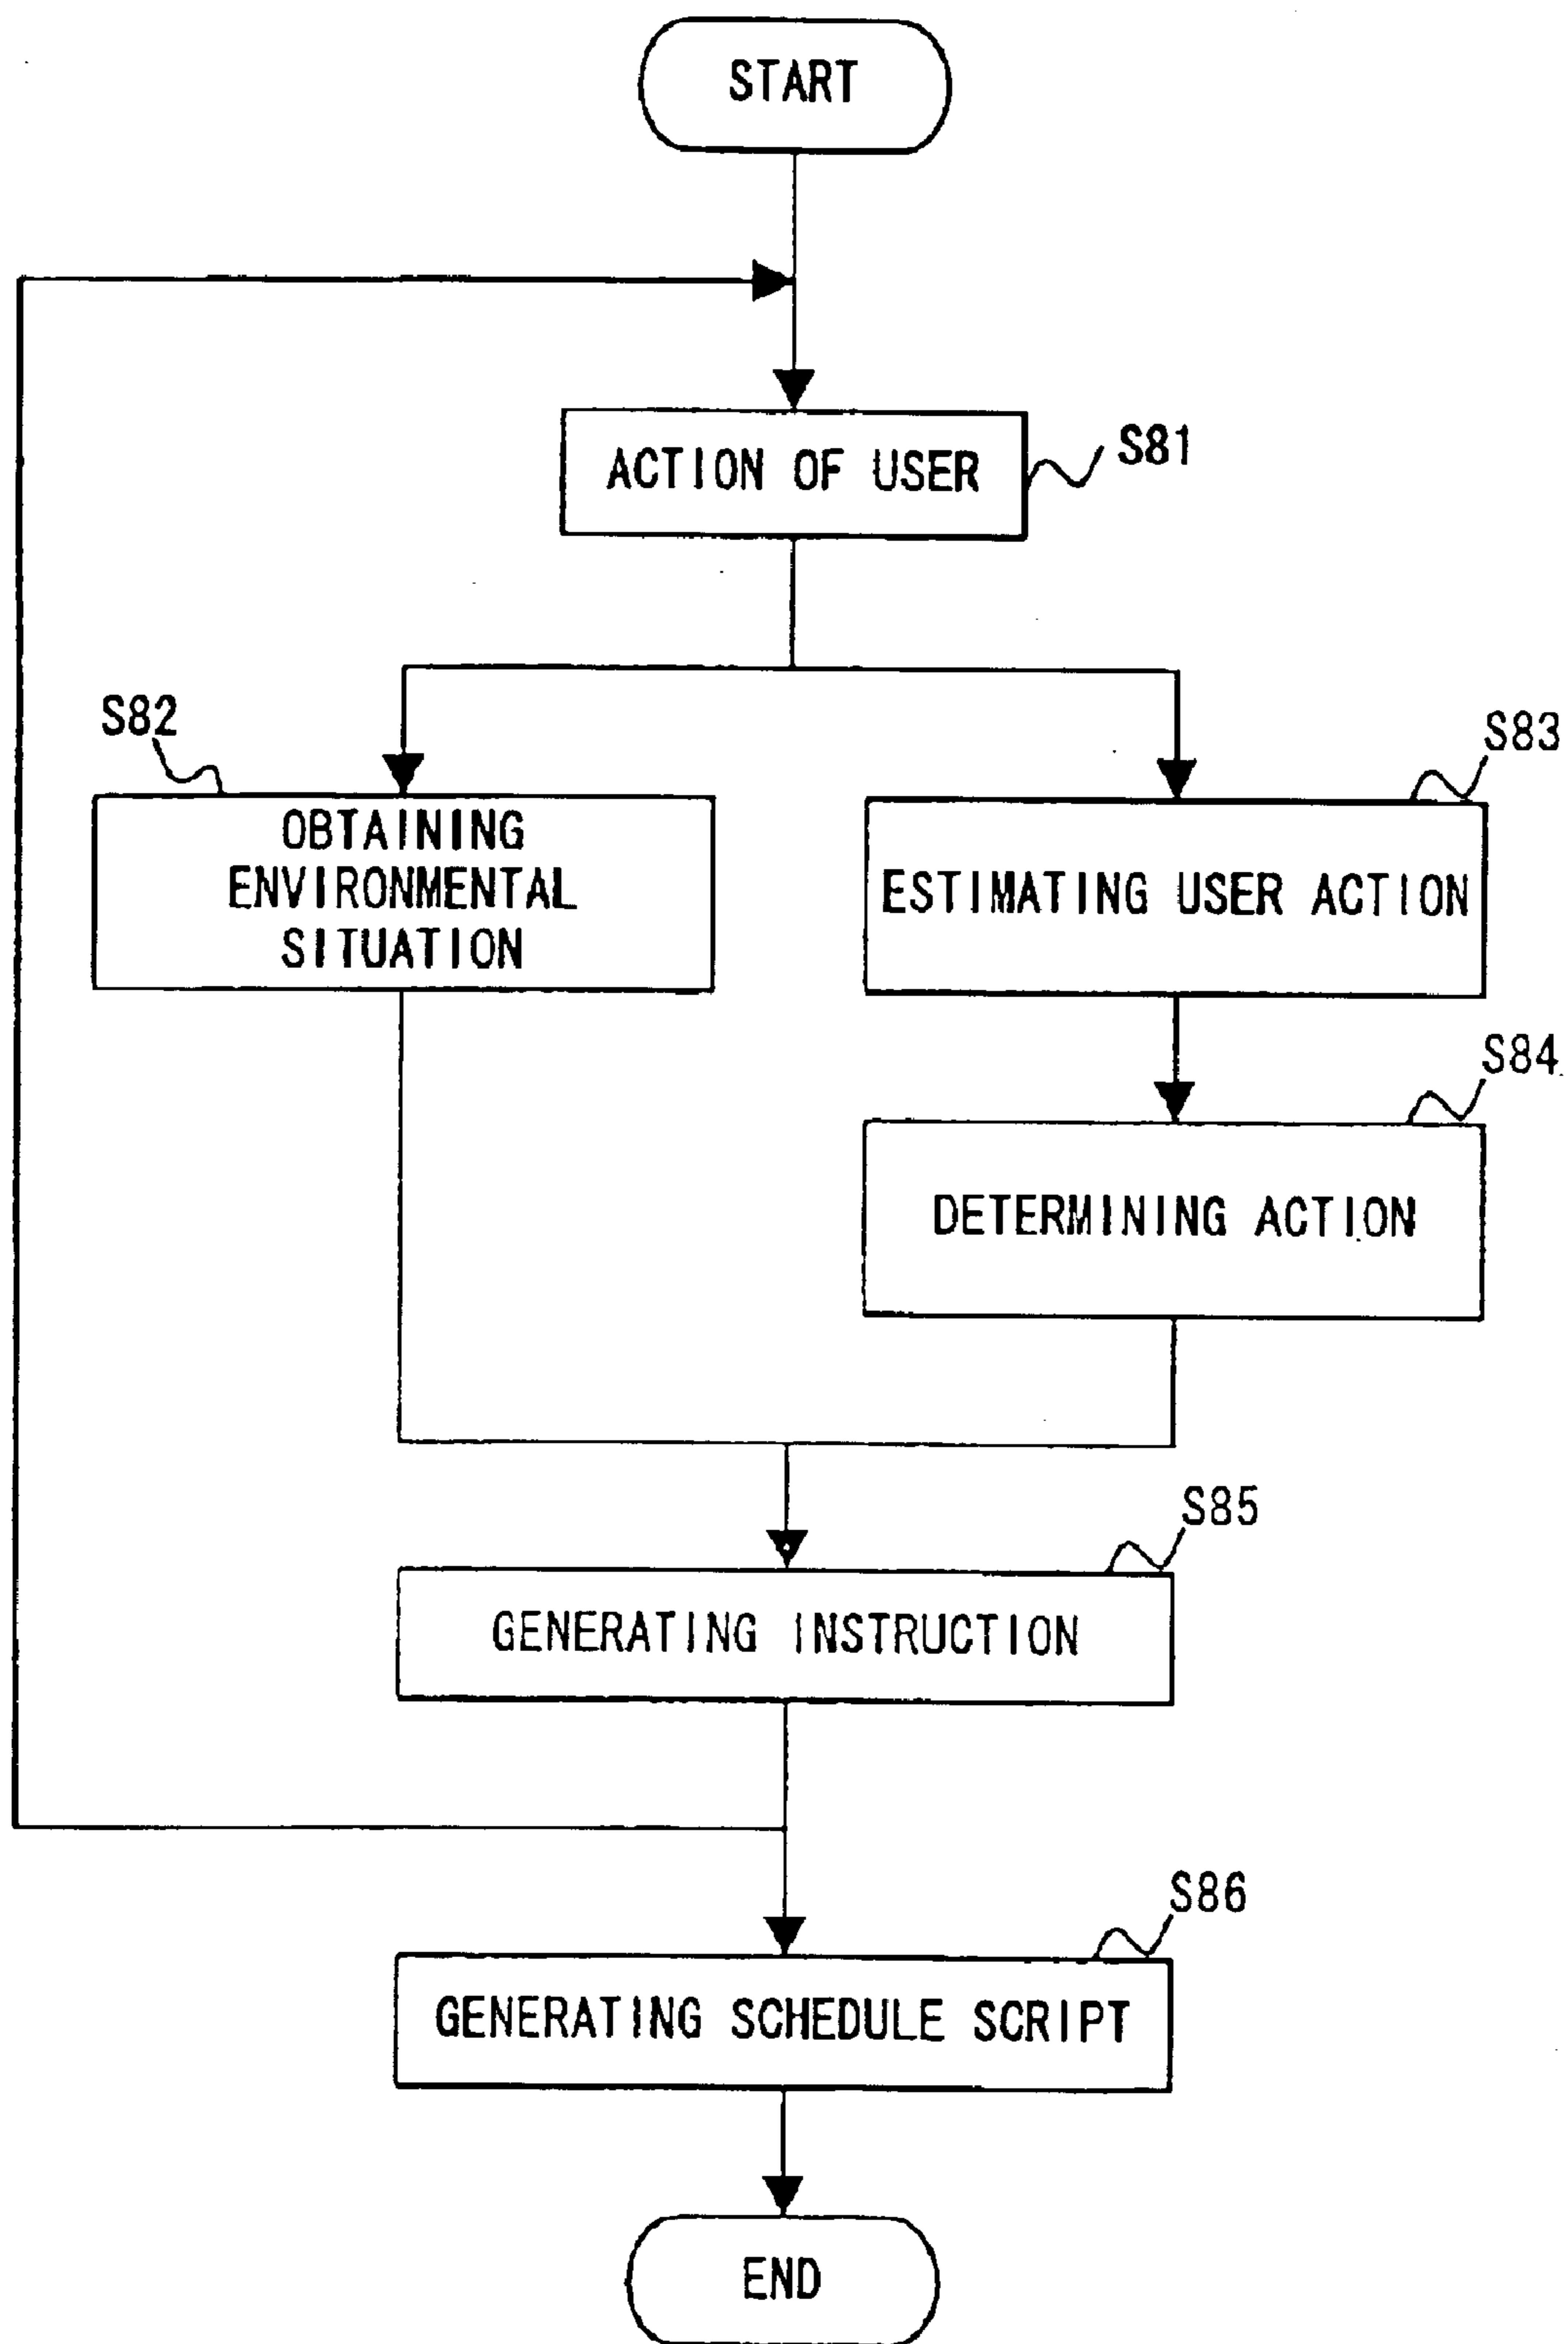 START
ACTION OF USER
S81
S82
S83
OBTAINING
ENVIRONMENTAL
SITUATION
ESTIMATING USER ACTION
S84
DETERMINING ACTION
S85
GENERATING INSTRUCTION
S86
GENERATING SCHEDULE SCRIPT
END